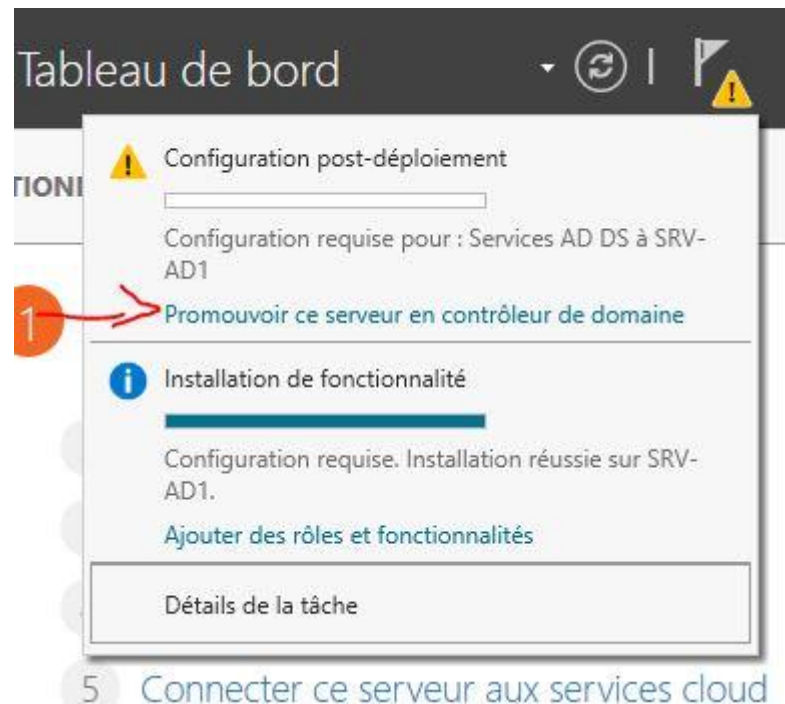 Tableau de bord
TIONI
Configuration post-déploiement
Configuration requise pour : Services AD DS à SRV-
AD1
1
Promouvoir ce serveur en contrôleur de domaine
Installation de fonctionnalité
Configuration requise. Installation réussie sur SRV-
AD1.
Ajouter des rôles et fonctionnalités
Détails de la tâche
5 Connecter ce serveur aux services cloud